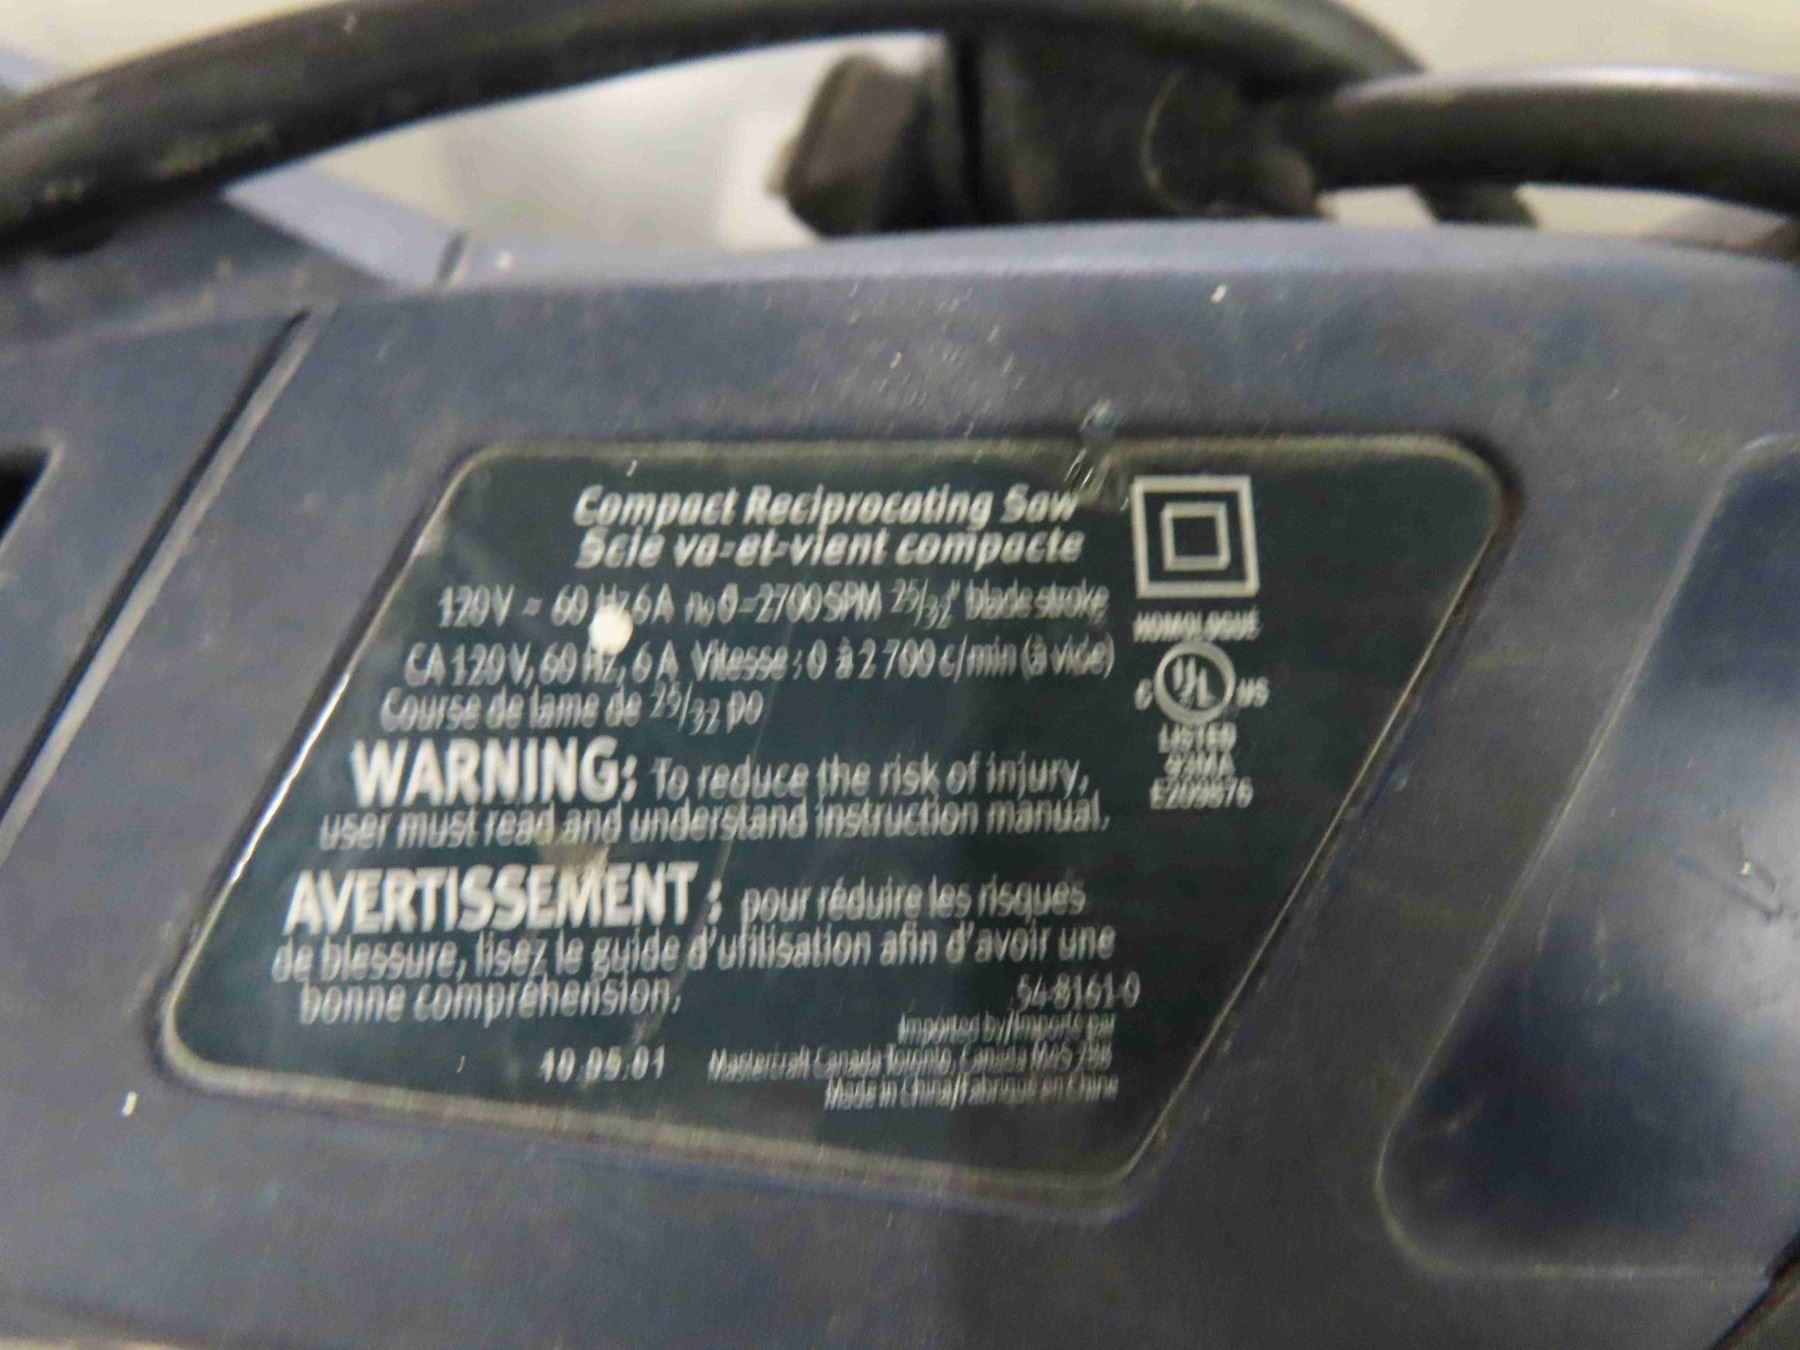 Compact Reciprocating Saw
Scie va-et-vient compacte
120V ~ 60 Hz 6A n₀ 0-2700 SPM 25/32" blade stroke
CA 120 V, 60 Hz, 6 A Vitesse : 0 à 2 700 c/min (à vide)
Course de lame de 25/32 po
WARNING: To reduce the risk of injury,
user must read and understand instruction manual.
AVERTISSEMENT : pour réduire les risques
de blessure, lisez le guide d'utilisation afin d'avoir une
bonne compréhension.
54-8161-0
Imported by/Importé par
Mastercraft Canada Toronto, Canada
Made in China/Fabriqué en Chine
10.05.01
HOMOLOGUÉ
C UL US
LISTED